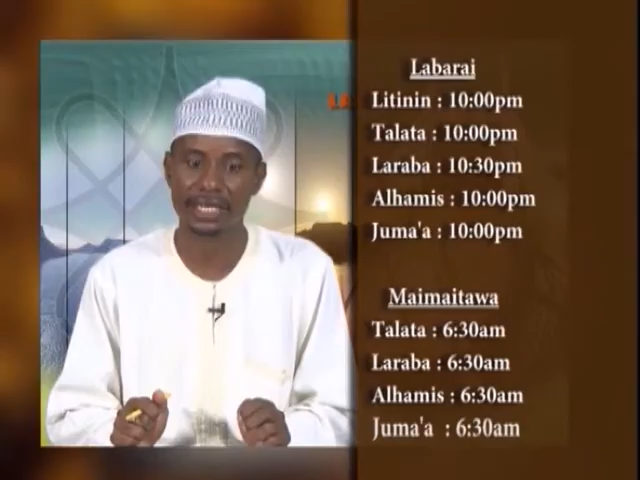 Labarai
Litinin : 10:00pm
Talata : 10:00pm
Laraba : 10:30pm
Alhamis : 10:00pm
Juma'a : 10:00pm
Maimaitawa
Talata : 6:30am
Laraba : 6:30am
Alhamis : 6:30am
Juma'a : 6:30am